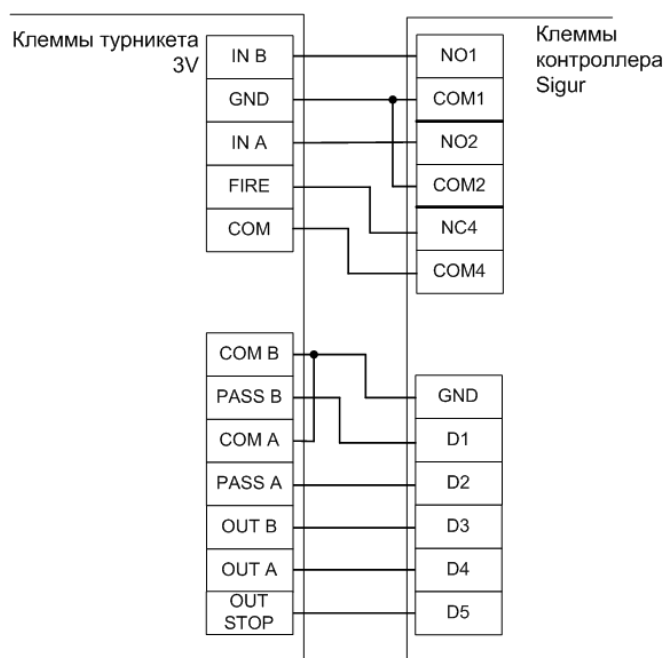 Клеммы турникета
3V
Клеммы
контроллера
Sigur
IN B
NO1
GND
COM1
IN A
NO2
FIRE
COM2
COM
NC4
COM4
COM B
PASS B
GND
COM A
D1
PASS A
D2
OUT B
D3
OUT A
D4
OUT
STOP
D5